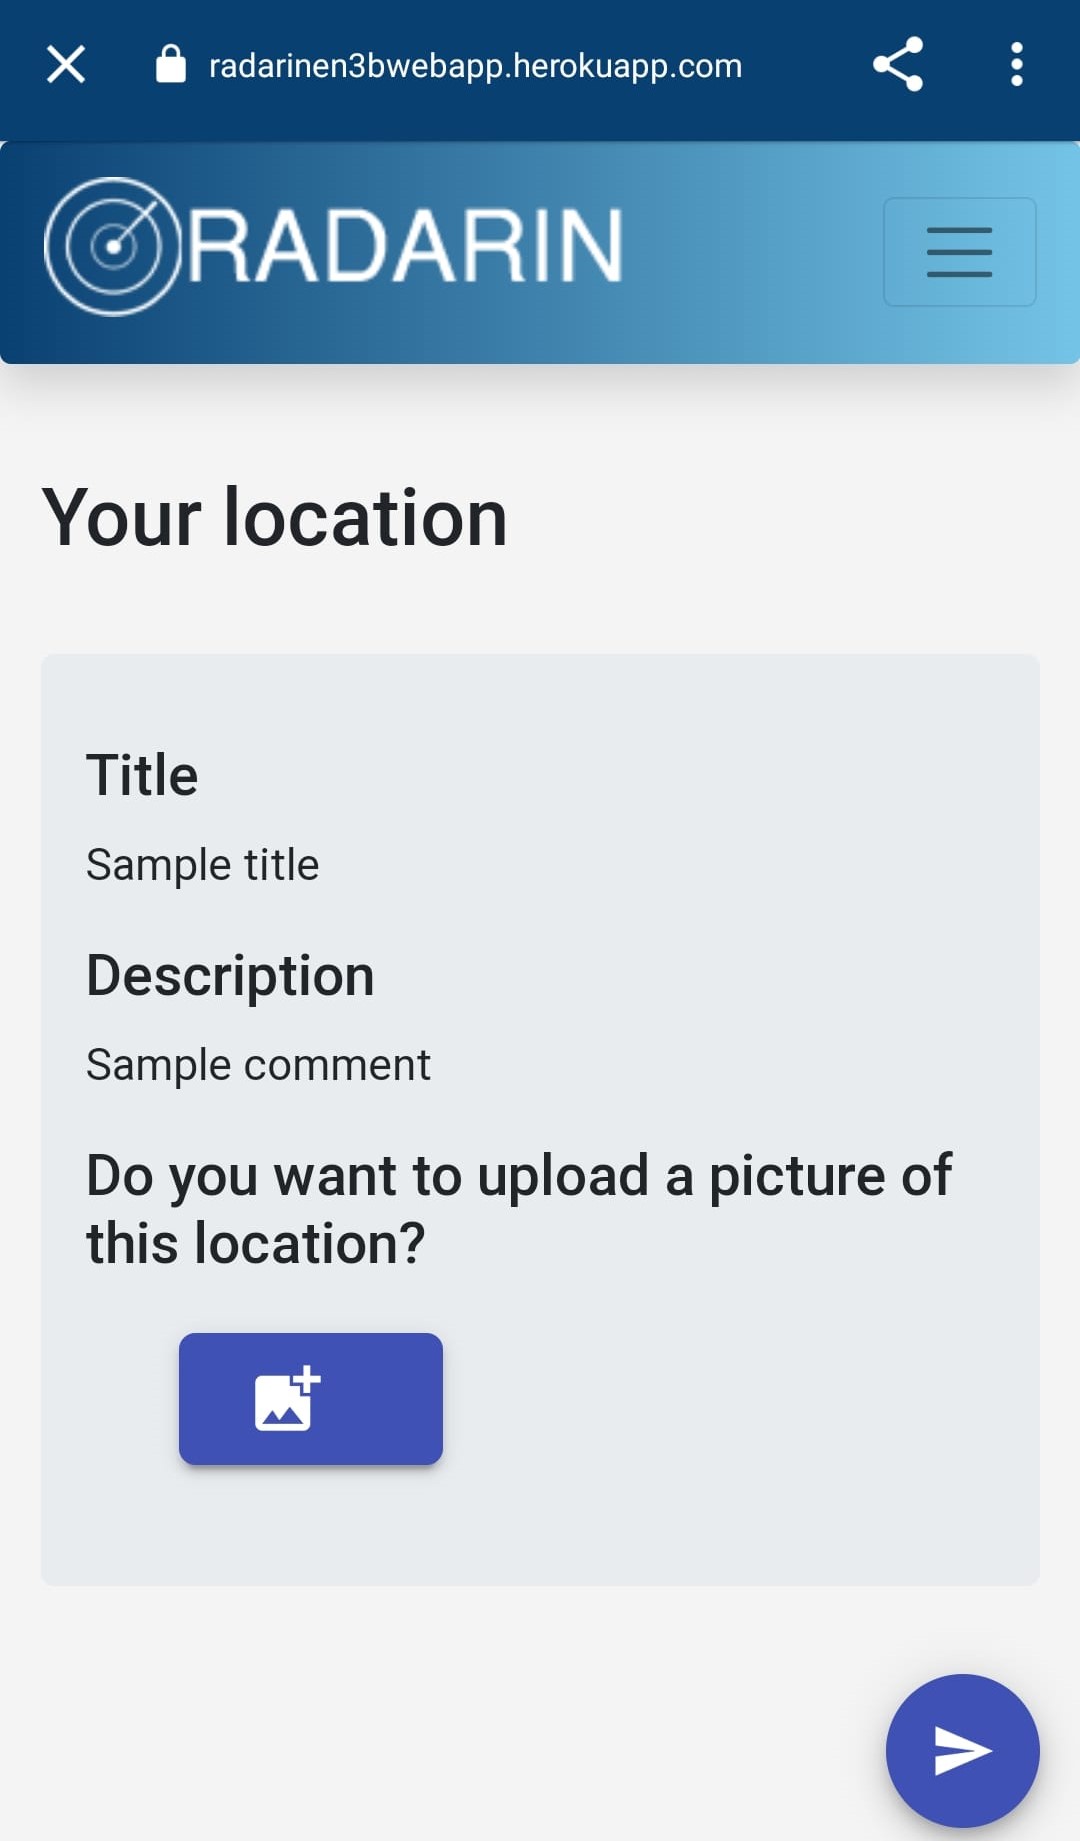 radarinen3bwebapp.herokuapp.com
RADARIN
Your location
Title
Sample title
Description
Sample comment
Do you want to upload a picture of
this location?